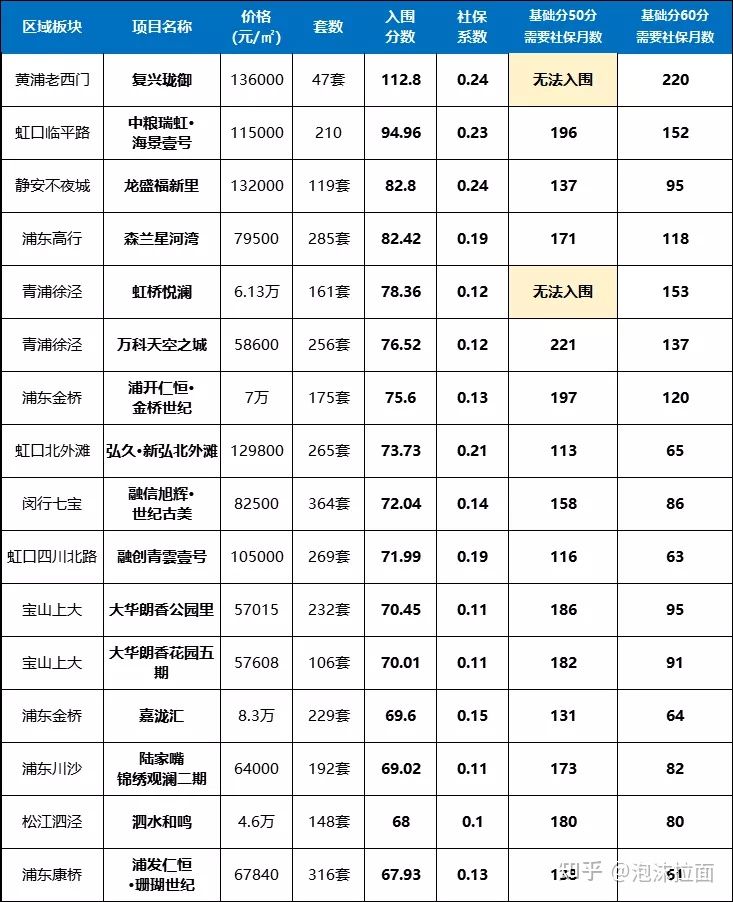 区域板块 项目名称 价格 套数 入围 社保 基础分50分 基础分60分
(元/㎡) 分数 系数 需要社保月数 需要社保月数
黄浦老西门 复兴珑御 136000 47套 112.8 0.24 无法入围 220
虹口临平路 中粮瑞虹· 115000 210 94.96 0.23 196 152
海景壹号
静安不夜城 龙盛福新里 132000 119套 82.8 0.24 137 95
浦东高行 森兰星河湾 79500 285套 82.42 0.19 171 118
青浦徐泾 虹桥悦澜 6.13万 161套 78.36 0.12 无法入围 153
青浦徐泾 万科天空之城 58600 256套 76.52 0.12 221 137
浦东金桥 浦开仁恒· 7万 175套 75.6 0.13 197 120
金桥世纪
虹口北外滩 弘久·新弘北外滩 129800 265套 73.73 0.21 113 65
闵行七宝 融信旭辉· 82500 364套 72.04 0.14 158 86
世纪古美
虹口四川北路 融创青雲壹号 105000 269套 71.99 0.19 116 63
宝山上大 大华朗香公园里 57015 232套 70.45 0.11 186 95
宝山上大 大华朗香花园五 57608 106套 70.01 0.11 182 91
期
浦东金桥 嘉泷汇 8.3万 229套 69.6 0.15 131 64
浦东川沙 陆家嘴 64000 192套 69.02 0.11 173 82
锦绣观澜二期
松江泗泾 泗水和鸣 4.6万 148套 68 0.1 180 80
浦东康桥 浦发仁恒 67840 316套 67.93 0.13 138 61
·珊瑚世纪
知乎 @泡沫拉面